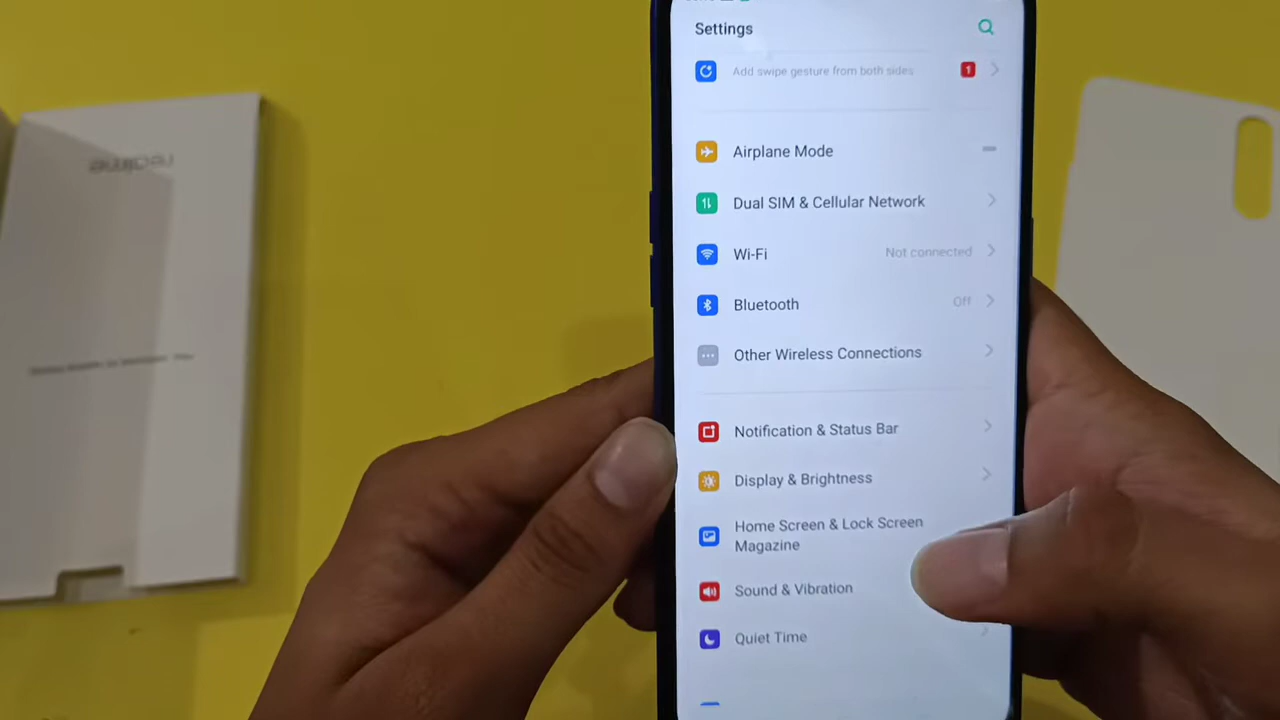 Settings
Add swipe gesture from both sides
1
Airplane Mode
Dual SIM & Cellular Network
Wi-Fi
Not connected
Bluetooth
Off
Other Wireless Connections
Notification & Status Bar
Display & Brightness
Home Screen & Lock Screen
Magazine
Sound & Vibration
Quiet Time
realme